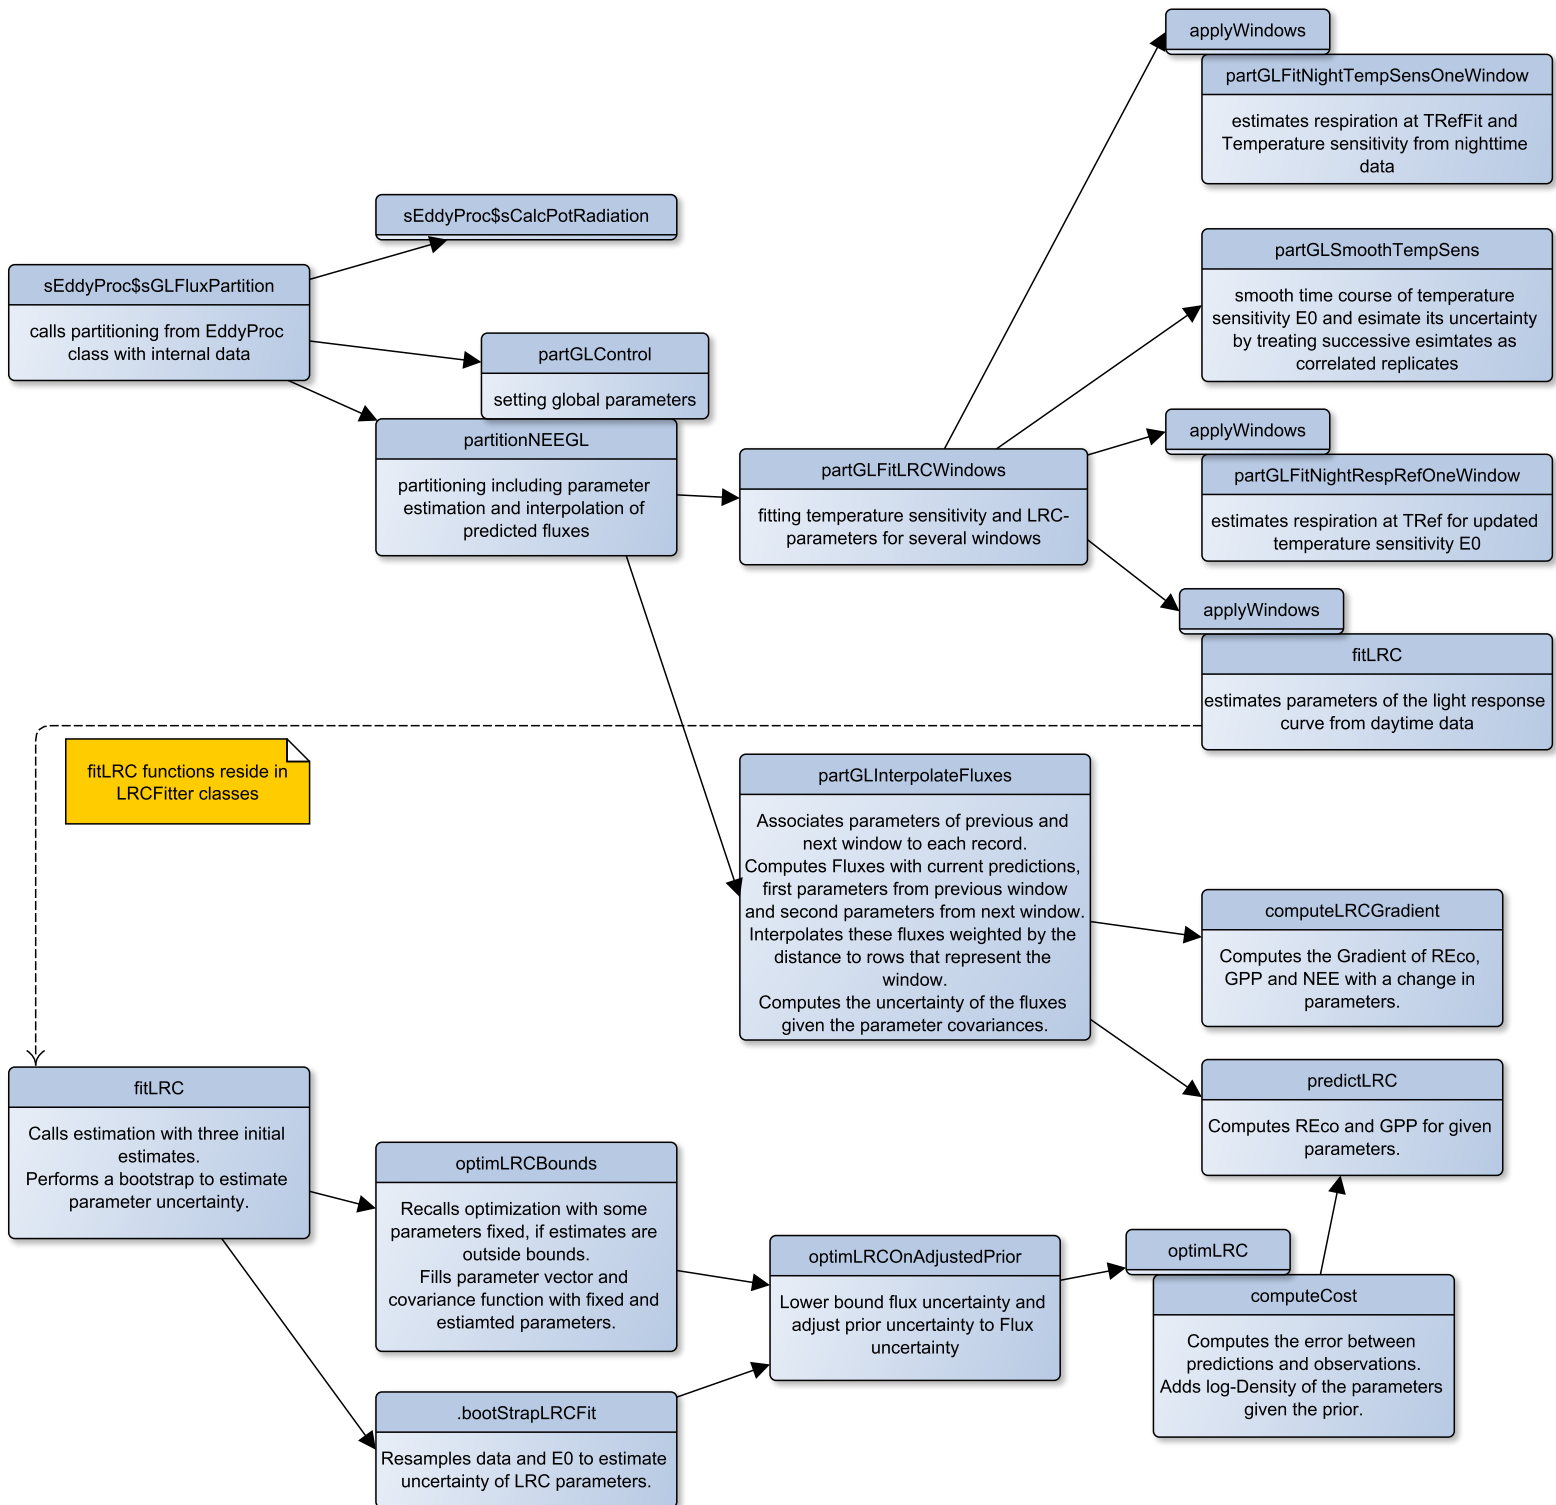 applyWindows
partGLFitNightTempSensOneWindow
estimates respiration at TRefFit and
Temperature sensitivity from nighttime
data
sEddyProc$sCalcPotRadiation
partGLSmoothTempSens
smooth time course of temperature
sensitivity E0 and esimate its uncertainty
by treating successive esimtates as
correlated replicates
sEddyProc$sGLFluxPartition
calls partitioning from EddyProc
class with internal data
partGLControl
setting global parameters
partitionNEEGL
partitioning including parameter
estimation and interpolation of
predicted fluxes
partGLFitLRCWindows
fitting temperature sensitivity and LRC-
parameters for several windows
applyWindows
partGLFitNightRespRefOneWindow
estimates respiration at TRef for updated
temperature sensitivity E0
applyWindows
fitLRC
estimates parameters of the light response
curve from daytime data
fitLRC functions reside in
LRCFitter classes
partGLInterpolateFluxes
Associates parameters of previous and
next window to each record.
Computes Fluxes with current predictions,
first parameters from previous window
and second parameters from next window.
Interpolates these fluxes weighted by the
distance to rows that represent the
window.
Computes the uncertainty of the fluxes
given the parameter covariances.
computeLRCGradient
Computes the Gradient of REco,
GPP and NEE with a change in
parameters.
predictLRC
Computes REco and GPP for given
parameters.
fitLRC
Calls estimation with three initial
estimates.
Performs a bootstrap to estimate
parameter uncertainty.
optimLRCBounds
Recalls optimization with some
parameters fixed, if estimates are
outside bounds.
Fills parameter vector and
covariance function with fixed and
estiamted parameters.
optimLRCOnAdjustedPrior
Lower bound flux uncertainty and
adjust prior uncertainty to Flux
uncertainty
optimLRC
computeCost
Computes the error between
predictions and observations.
Adds log-Density of the parameters
given the prior.
.bootStrapLRCFit
Resamples data and E0 to estimate
uncertainty of LRC parameters.